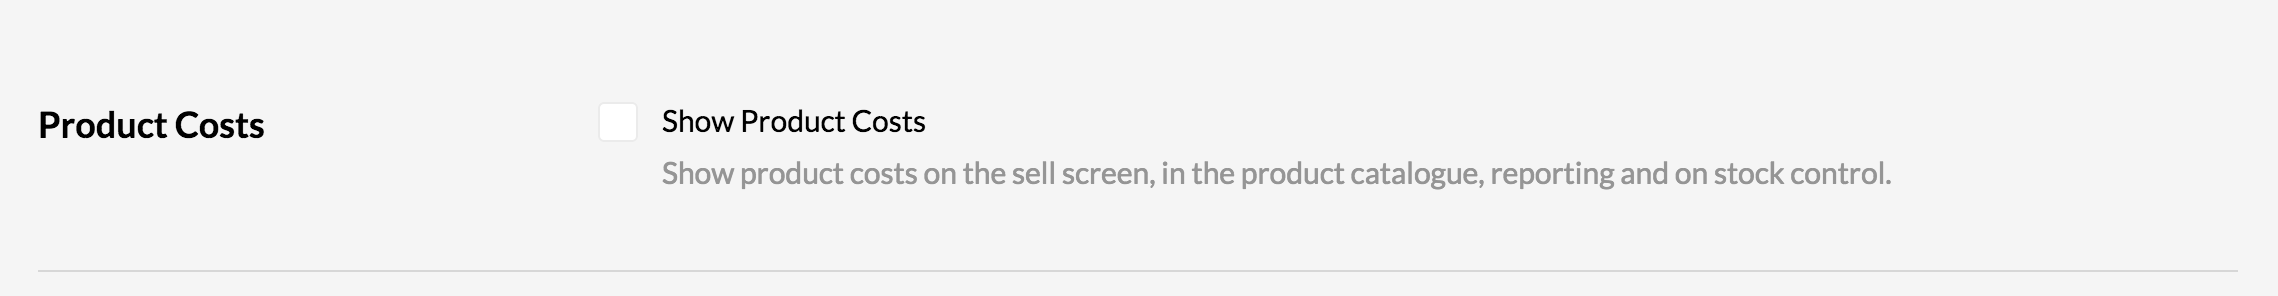 Product Costs
Show Product Costs
Show product costs on the sell screen, in the product catalogue, reporting and on stock control.